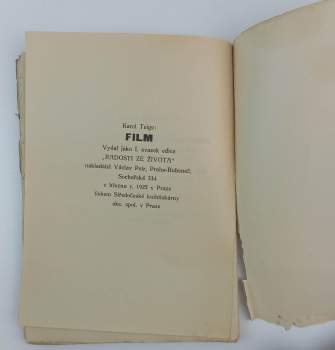 Karel Teige:
FILM
Vydal jako I. svazek edice
„RADOSTI ZE ŽIVOTA“
nakladatel Václav Petr, Praha-Bubeneč,
Sochařská 334
v březnu r. 1925 v Praze
tiskem Středočeské knihtiskárny
akc. spol. v Praze